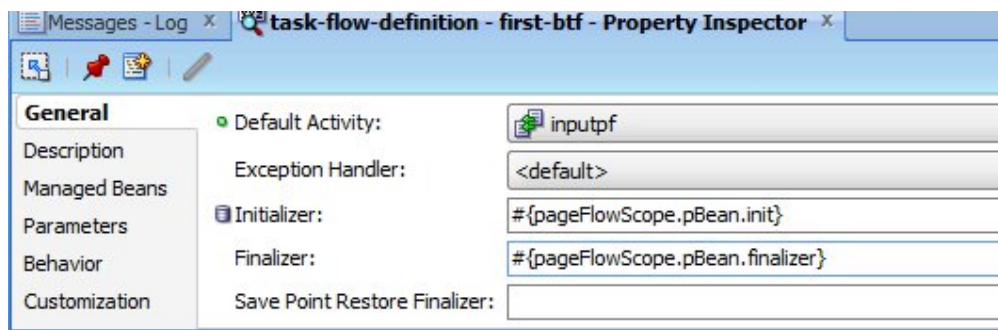 Messages - Log x task-flow-definition - first-btf - Property Inspector x
General
Description
Managed Beans
Parameters
Behavior
Customization
Default Activity: inputpf
Exception Handler: <default>
Initializer: #{pageFlowScope.pBean.init}
Finalizer: #{pageFlowScope.pBean.finalizer}
Save Point Restore Finalizer: